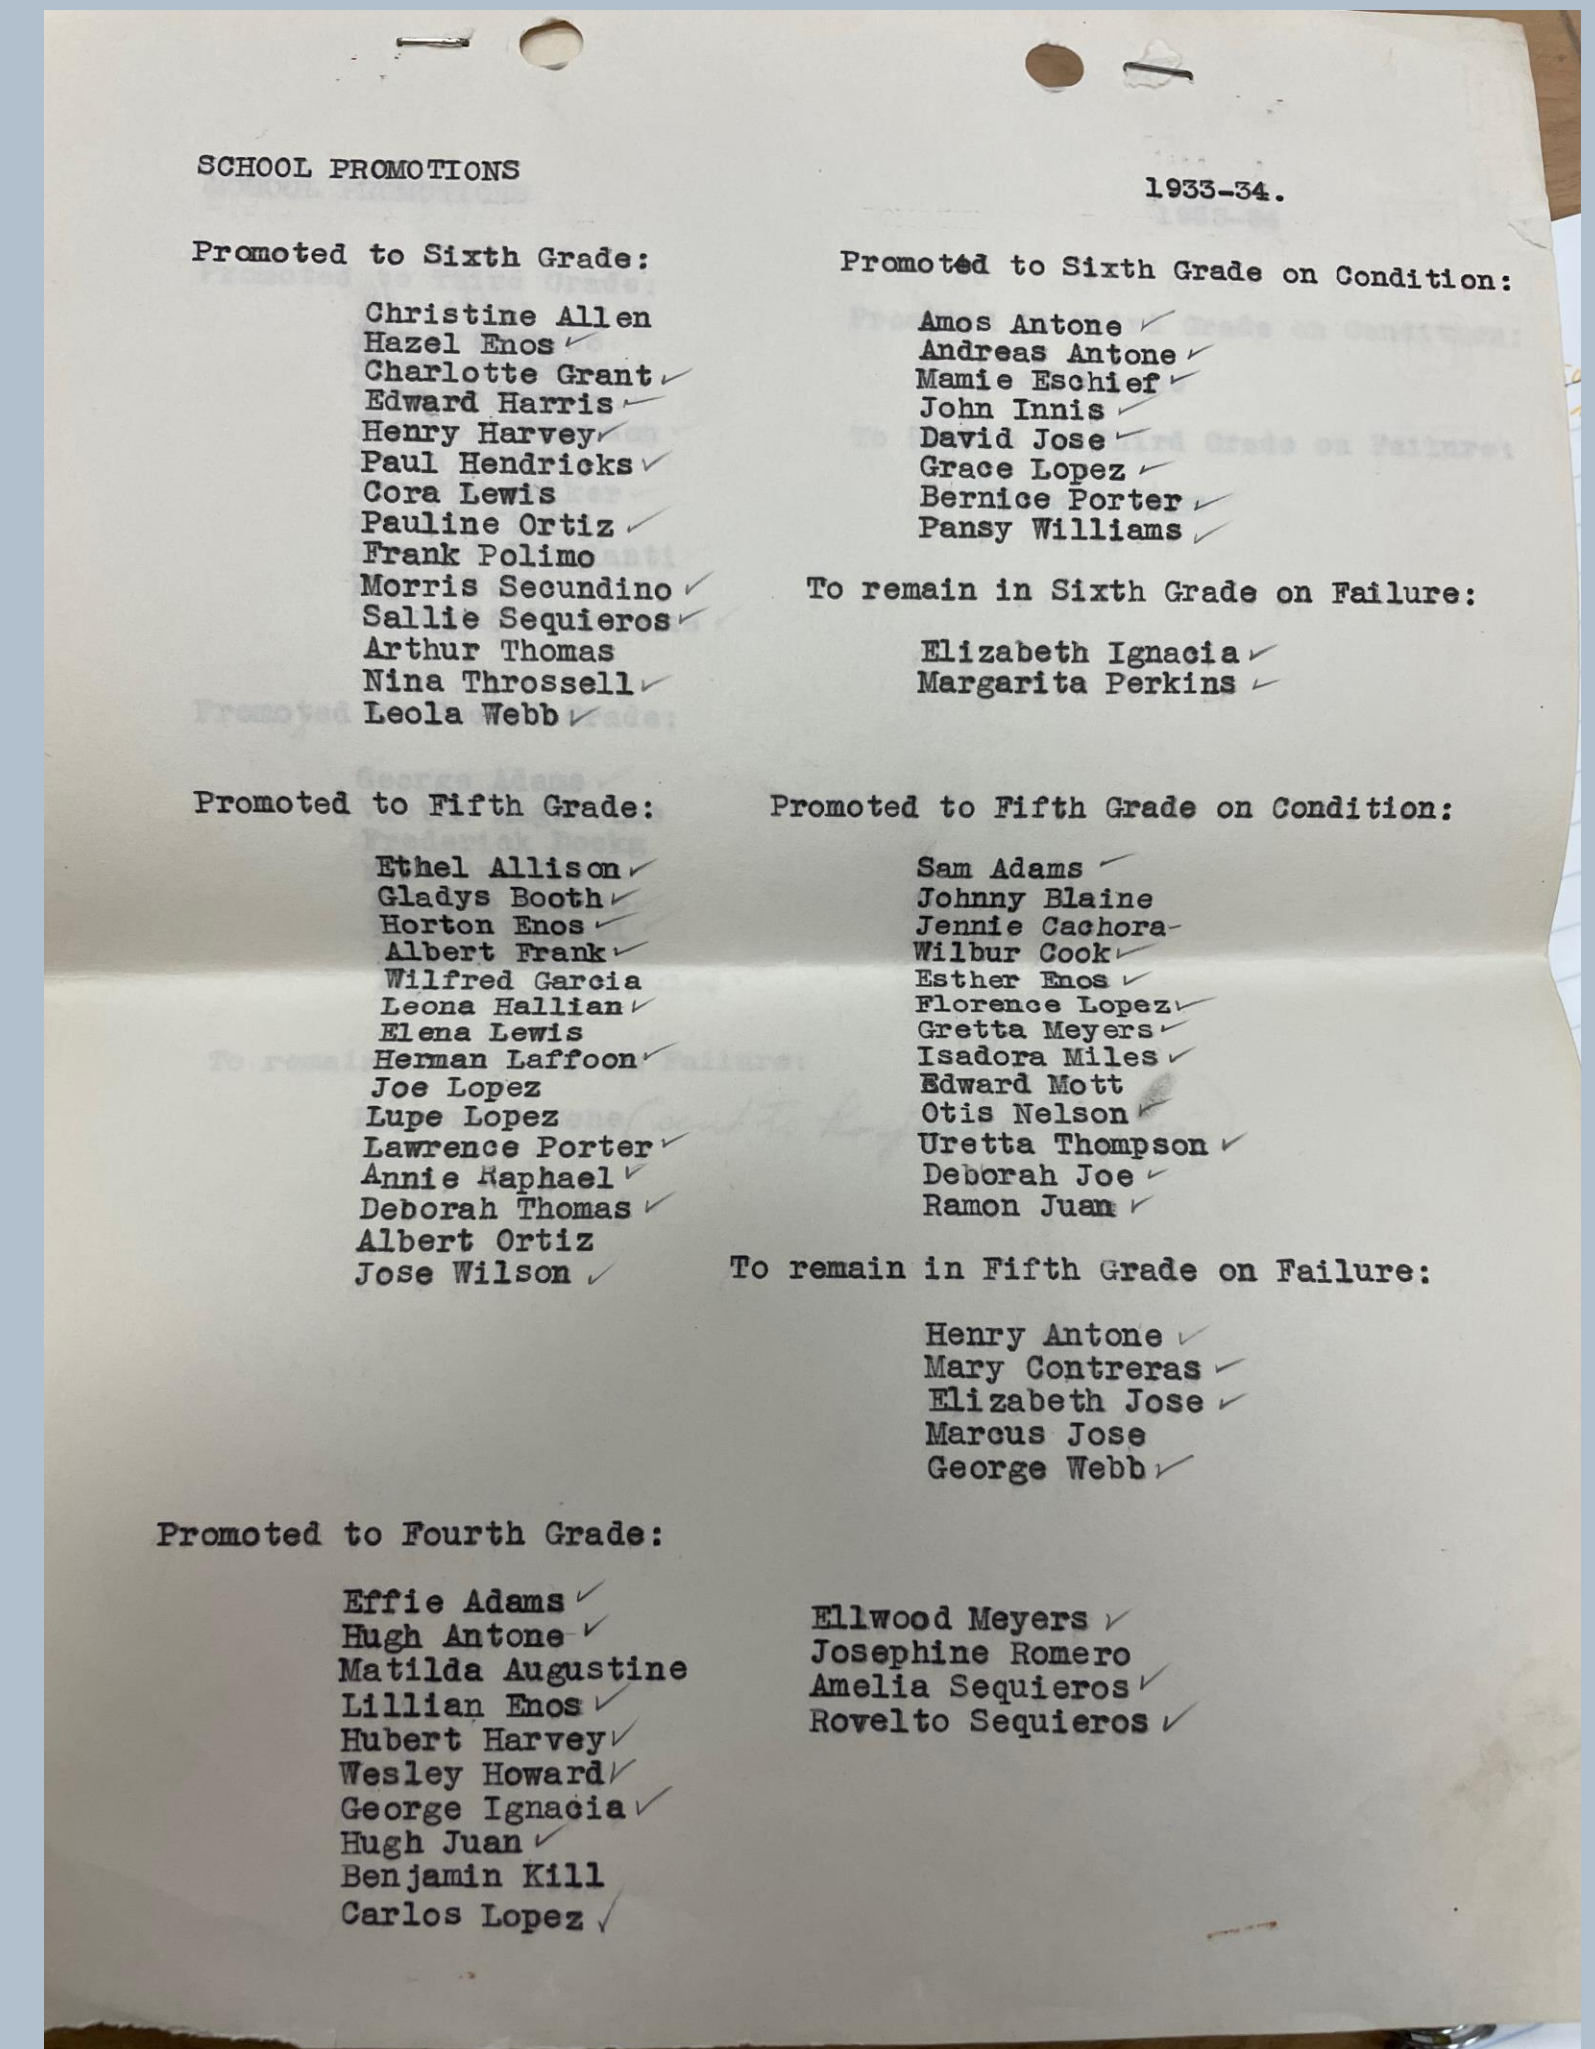 SCHOOL PROMOTIONS
1933-34.
Promoted to Sixth Grade:
Christine Allen
Hazel Enos ✓
Charlotte Grant ✓
Edward Harris ✓
Henry Harvey ✓
Paul Hendricks ✓
Cora Lewis
Pauline Ortiz ✓
Frank Polimo
Morris Secundino ✓
Sallie Sequieros ✓
Arthur Thomas
Nina Throssell ✓
Leola Webb ✓
Promoted to Sixth Grade on Condition:
Amos Antone ✓
Andreas Antone ✓
Mamie Eschief ✓
John Innis ✓
David Jose ✓
Grace Lopez ✓
Bernice Porter ✓
Pansy Williams ✓
To remain in Sixth Grade on Failure:
Elizabeth Ignacia ✓
Margarita Perkins ✓
Promoted to Fifth Grade:
Ethel Allison ✓
Gladys Booth ✓
Horton Enos ✓
Albert Frank ✓
Wilfred Garcia
Leona Hallian ✓
Elena Lewis
Herman Laffoon ✓
Joe Lopez
Lupe Lopez
Lawrence Porter ✓
Annie Raphael ✓
Deborah Thomas ✓
Albert Ortiz
Jose Wilson ✓
Promoted to Fifth Grade on Condition:
Sam Adams ✓
Johnny Blaine
Jennie Cachora-
Wilbur Cook ✓
Esther Enos ✓
Florence Lopez ✓
Gretta Meyers ✓
Isadora Miles ✓
Edward Mott
Otis Nelson ✓
Uretta Thompson ✓
Deborah Joe ✓
Ramon Juan ✓
To remain in Fifth Grade on Failure:
Henry Antone ✓
Mary Contreras ✓
Elizabeth Jose ✓
Marcus Jose
George Webb ✓
Promoted to Fourth Grade:
Effie Adams ✓
Hugh Antone ✓
Matilda Augustine
Lillian Enos ✓
Hubert Harvey ✓
Wesley Howard ✓
George Ignacia ✓
Hugh Juan ✓
Benjamin Kill
Carlos Lopez ✓
Ellwood Meyers ✓
Josephine Romero
Amelia Sequieros ✓
Rovelto Sequieros ✓